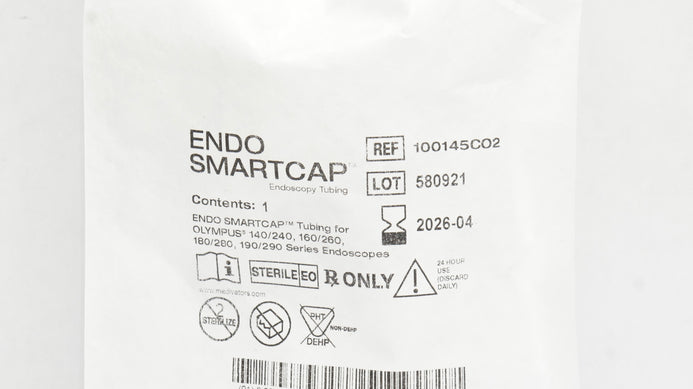 ENDO
SMARTCAP™
Endoscopy Tubing
REF 100145CO2
LOT 580921
2026-04
Contents: 1
ENDO SMARTCAP™ Tubing for
OLYMPUS® 140/240, 160/260,
180/280, 190/290 Series Endoscopes
i
STERILE EO
℞ ONLY
24 HOUR
USE
(DISCARD
DAILY)
www.medivators.com
2
STERILIZE
PHT
DEHP
NON-DEHP